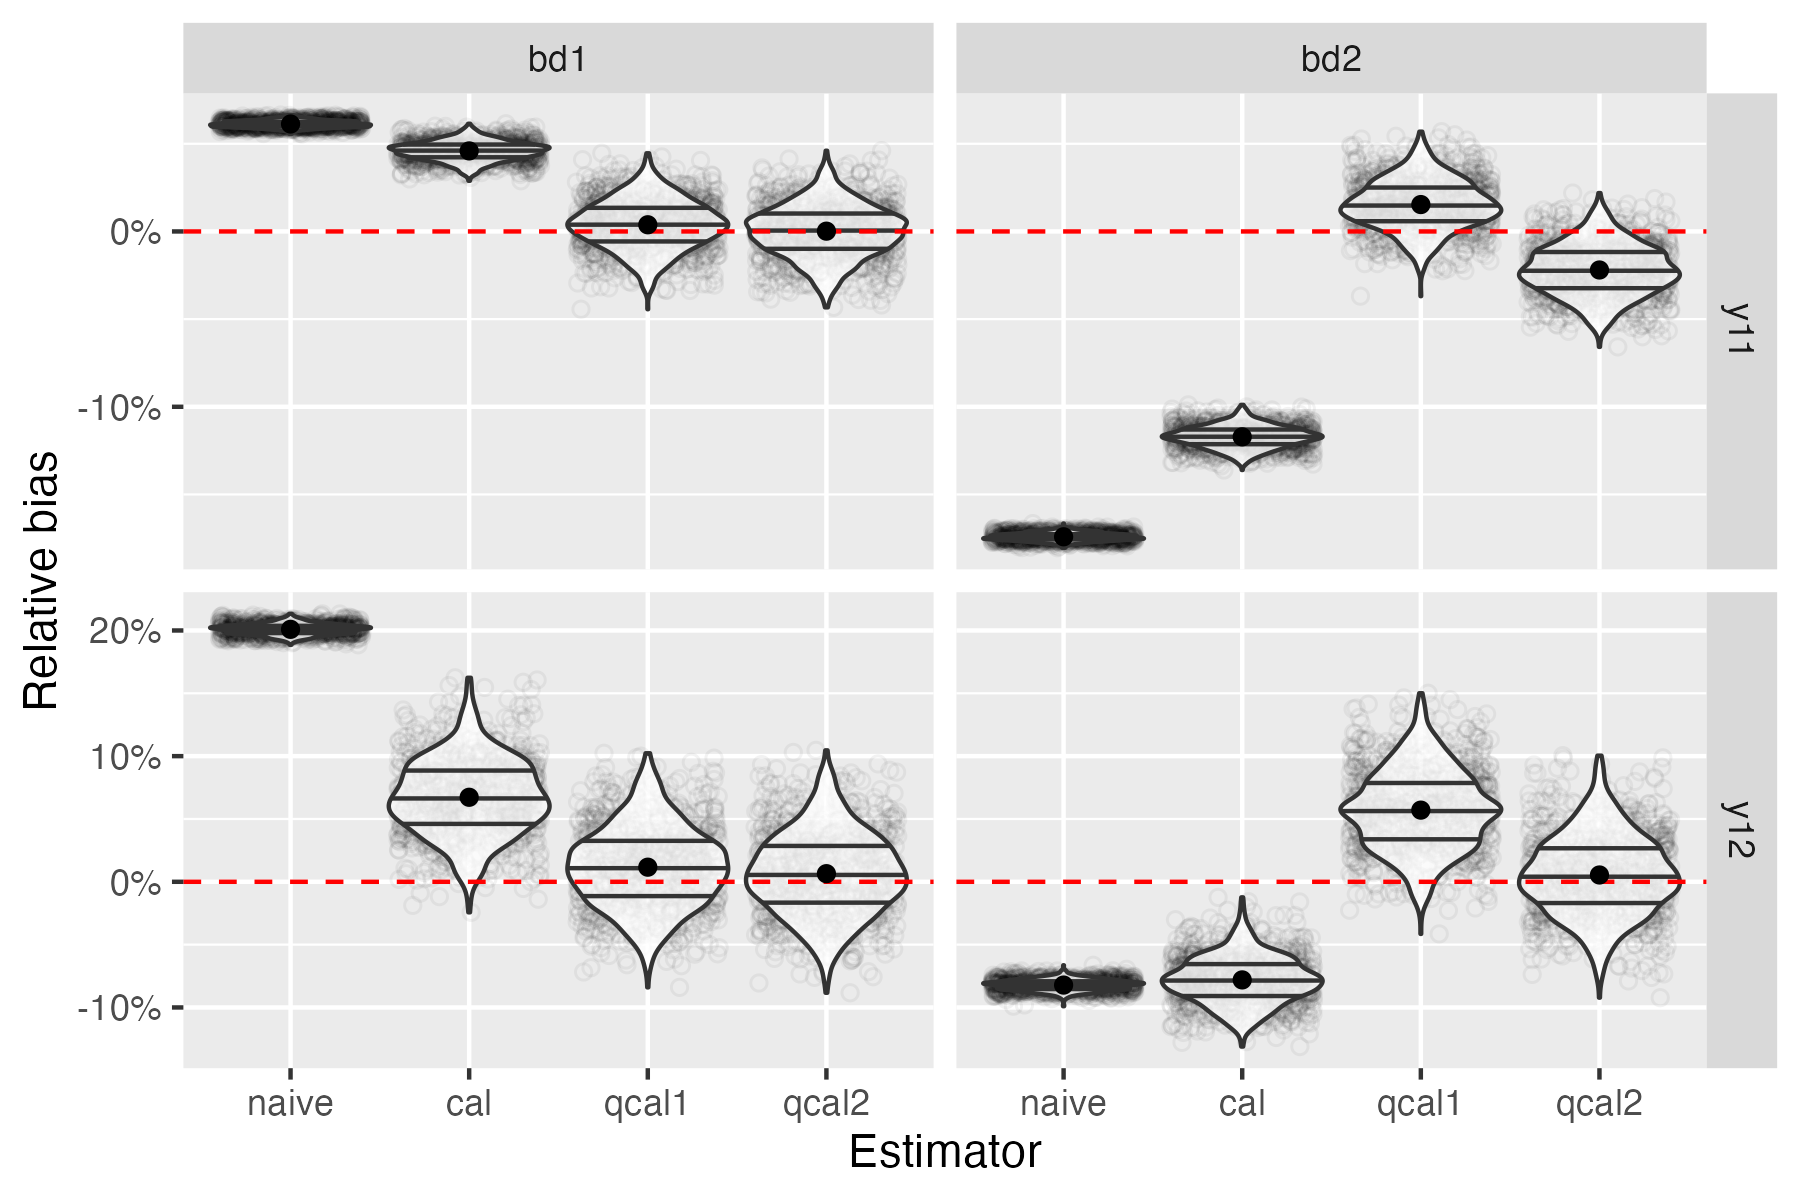 bd1
bd2
0%
-10%
y11
20%
10%
0%
-10%
y12
Relative bias
naive
cal
qcal1
qcal2
naive
cal
qcal1
qcal2
Estimator